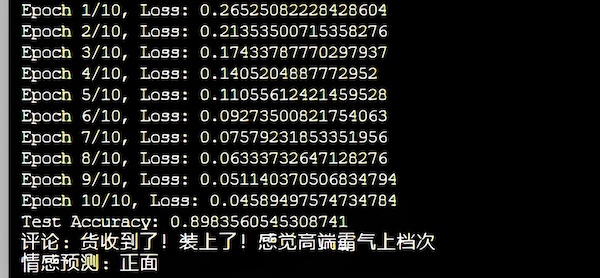 Epoch 1/10, Loss: 0.26525082228428604
Epoch 2/10, Loss: 0.21353500715358276
Epoch 3/10, Loss: 0.17433787770297937
Epoch 4/10, Loss: 0.1405204887772952
Epoch 5/10, Loss: 0.11055612421459528
Epoch 6/10, Loss: 0.09273500821754063
Epoch 7/10, Loss: 0.07579231853351956
Epoch 8/10, Loss: 0.06333732647128276
Epoch 9/10, Loss: 0.051140370506834794
Epoch 10/10, Loss: 0.04589497574734784
Test Accuracy: 0.8983560545308741
评论: 货收到了! 装上了! 感觉高端霸气上档次
情感预测: 正面